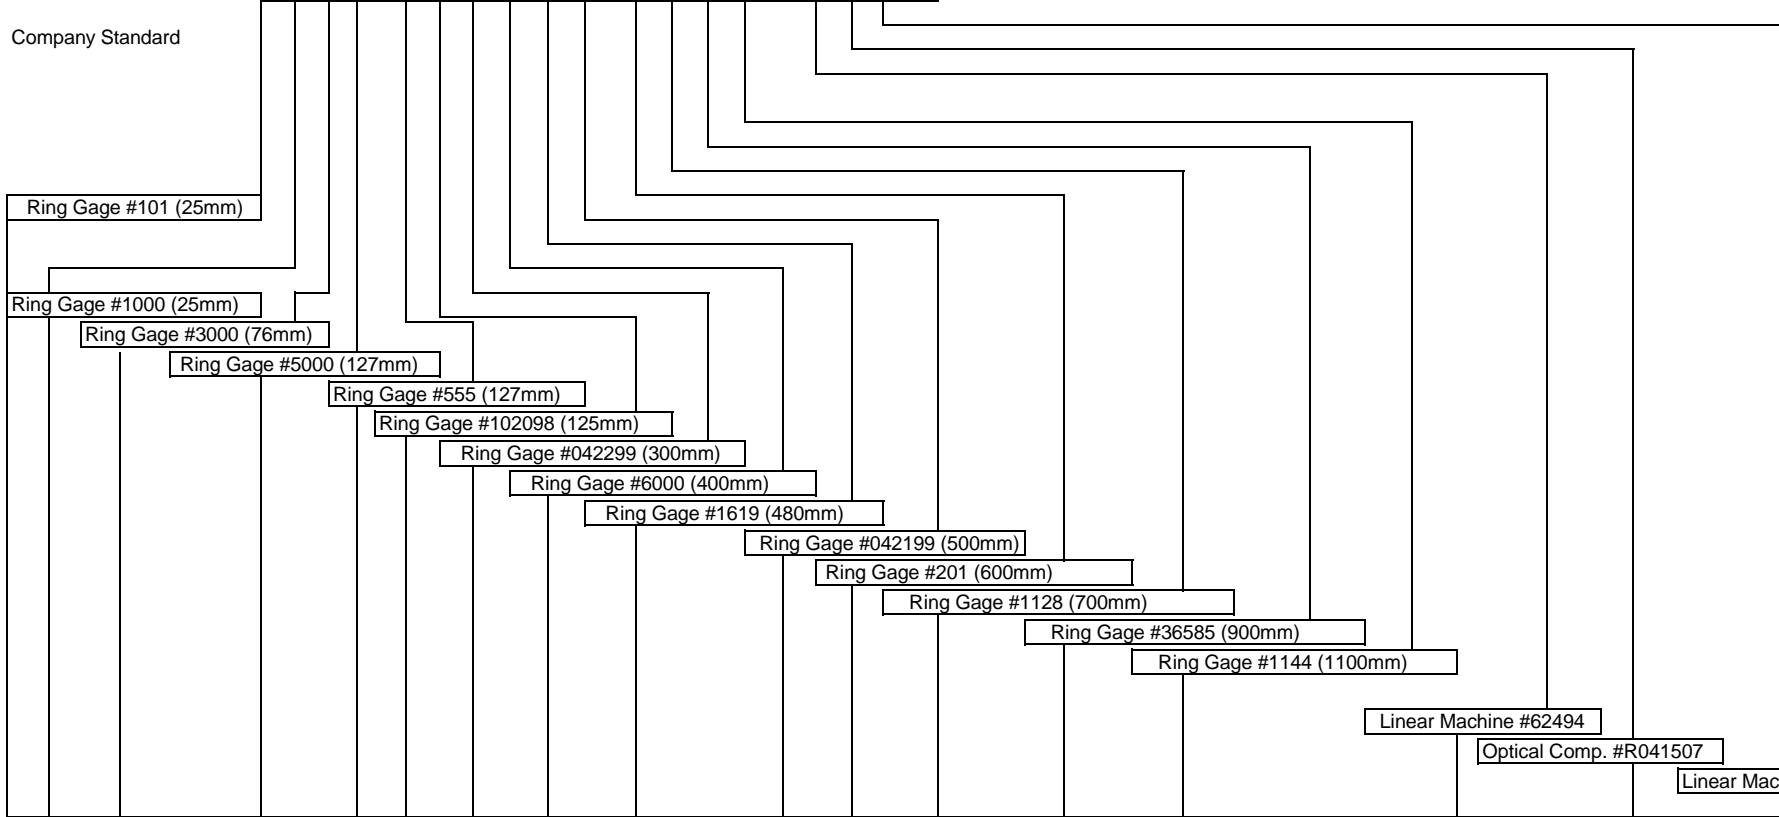 Company Standard
Ring Gage #101 (25mm)
Ring Gage #1000 (25mm)
Ring Gage #3000 (76mm)
Ring Gage #5000 (127mm)
Ring Gage #555 (127mm)
Ring Gage #102098 (125mm)
Ring Gage #042299 (300mm)
Ring Gage #6000 (400mm)
Ring Gage #1619 (480mm)
Ring Gage #042199 (500mm)
Ring Gage #201 (600mm)
Ring Gage #1128 (700mm)
Ring Gage #36585 (900mm)
Ring Gage #1144 (1100mm)
Linear Machine #62494
Optical Comp. #R041507
Linear Mac